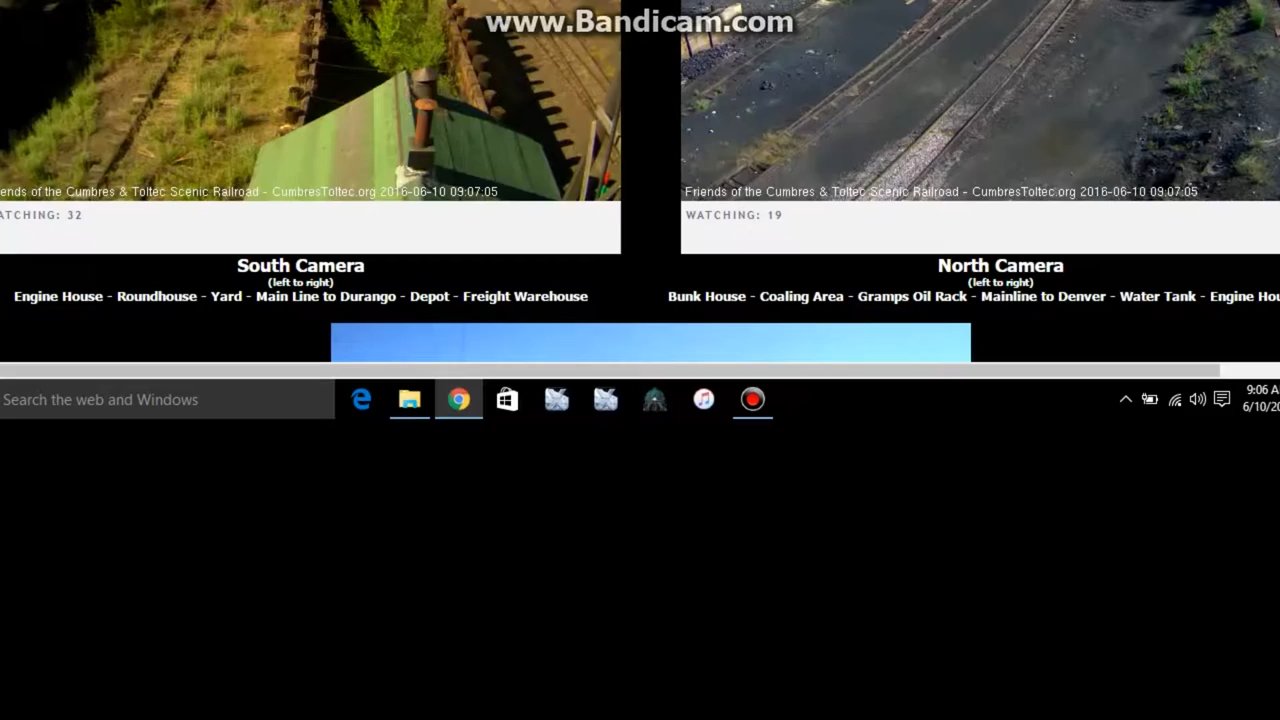 www.Bandicam.com
ends of the Cumbres & Toltec Scenic Railroad - CumbresToltec.org 2016-06-10 09:07:05
Friends of the Cumbres & Toltec Scenic Railroad - CumbresToltec.org 2016-06-10 09:07:05
ATCHING: 32
WATCHING: 19
South Camera
(left to right)
Engine House - Roundhouse - Yard - Main Line to Durango - Depot - Freight Warehouse
North Camera
(left to right)
Bunk House - Coaling Area - Gramps Oil Rack - Mainline to Denver - Water Tank - Engine Hou
Search the web and Windows
9:06 A
6/10/20